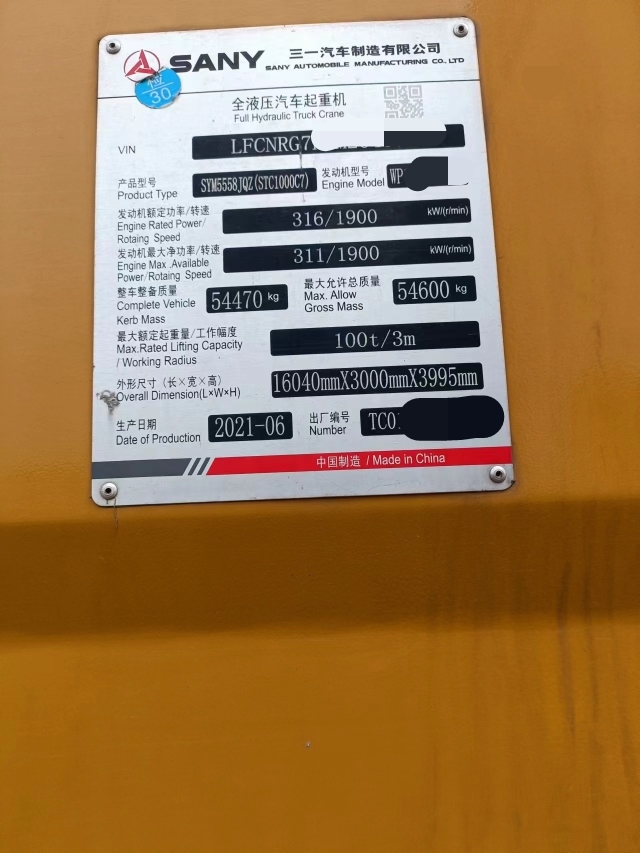 SANY 三一汽车制造有限公司
SANY AUTOMOBILE MANUFACTURING CO., LTD
检
30
全液压汽车起重机
Full Hydraulic Truck Crane
VIN LFCNRG7
产品型号 SYM5558JQZ(STC1000C7) 发动机型号 WP
Product Type Engine Model
发动机额定功率/转速 316/1900 kW/(r/min)
Engine Rated Power/
Rotaing Speed
发动机最大净功率/转速 311/1900 kW/(r/min)
Engine Max .Available
Power/Rotaing Speed
整车整备质量 54470 kg 最大允许总质量 54600 kg
Complete Vehicle Max. Allow
Kerb Mass Gross Mass
最大额定起重量/工作幅度 100t/3m
Max.Rated Lifting Capacity
/ Working Radius
外形尺寸（长×宽×高） 16040mmX3000mmX3995mm
Overall Dimension(L×W×H)
生产日期 2021-06 出厂编号 TC0
Date of Production Number
中国制造 / Made in China